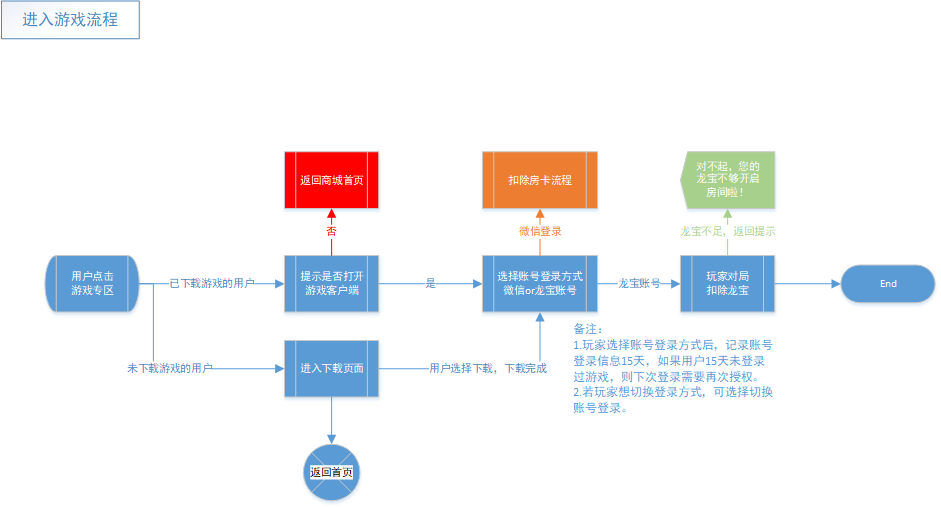 进入游戏流程
返回商城首页
扣除房卡流程
对不起，您的
龙宝不够开启
房间啦！
否
微信登录
龙宝不足，返回提示
用户点击
游戏专区
已下载游戏的用户
提示是否打开
游戏客户端
是
选择账号登录方式
微信or龙宝账号
龙宝账号
玩家对局
扣除龙宝
End
备注：
1.玩家选择账号登录方式后，记录账号
登录信息15天，如果用户15天未登录
过游戏，则下次登录需要再次授权。
2.若玩家想切换登录方式，可选择切换
账号登录。
未下载游戏的用户
进入下载页面
用户选择下载，下载完成
返回首页